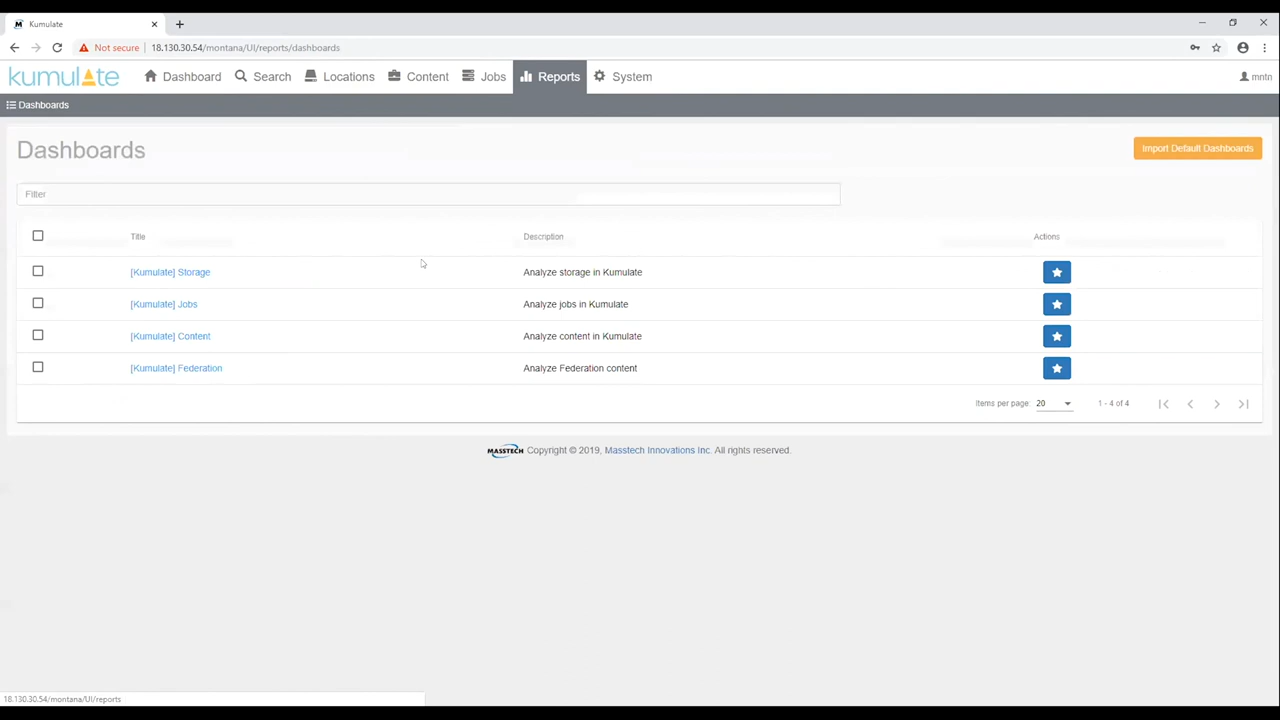 Kumulate
Not secure 18.130.30.54/montana/UI/reports/dashboards
kumulate Dashboard Search Locations Content Jobs Reports System mntn
Dashboards
Dashboards Import Default Dashboards
Filter
Title Description Actions
[Kumulate] Storage Analyze storage in Kumulate
[Kumulate] Jobs Analyze jobs in Kumulate
[Kumulate] Content Analyze content in Kumulate
[Kumulate] Federation Analyze Federation content
Items per page: 20 1 - 4 of 4
MASSTECH Copyright © 2019, Masstech Innovations Inc. All rights reserved.
18.130.30.54/montana/UI/reports